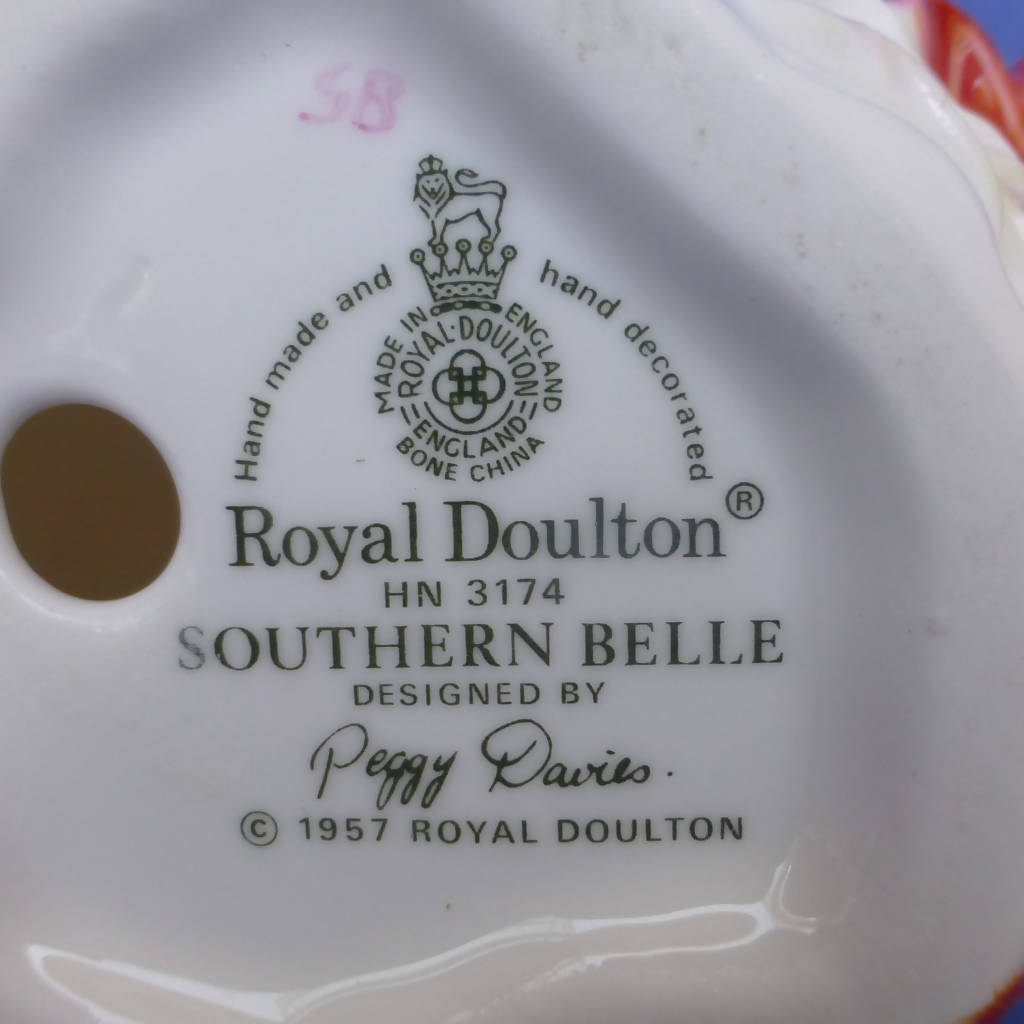 SB
Hand made and hand decorated
MADE IN ENGLAND
ROYAL·DOULTON
ENGLAND
BONE CHINA
Royal Doulton®
HN 3174
SOUTHERN BELLE
DESIGNED BY
Peggy Davies.
© 1957 ROYAL DOULTON